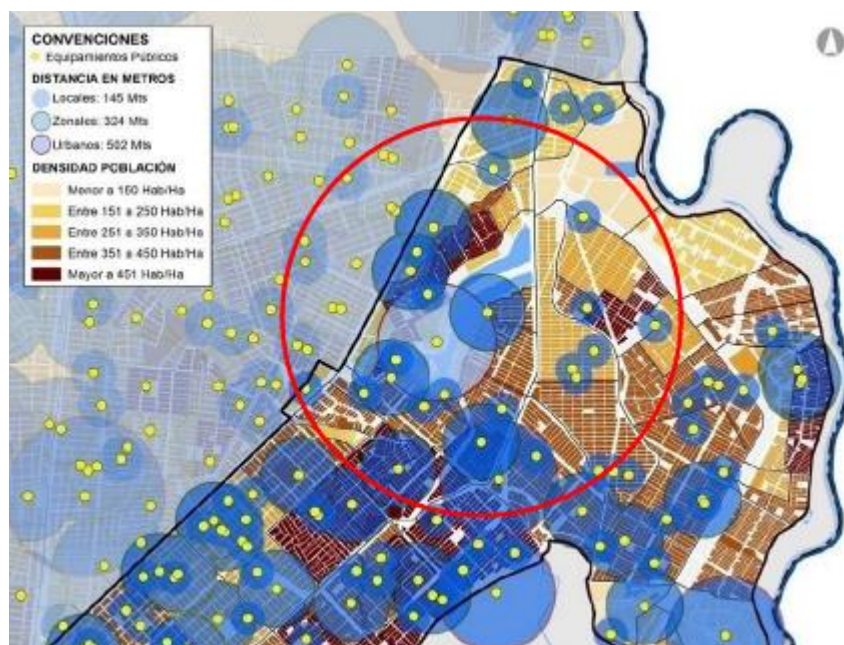 CONVENCIONES
Equipamientos Públicos
DISTANCIA EN METROS
Locales: 145 Mts
Zonales: 324 Mts
Urbanos: 502 Mts
DENSIDAD POBLACIÓN
Menor a 150 Hab/Ha
Entre 151 a 250 Hab/Ha
Entre 251 a 350 Hab/Ha
Entre 351 a 450 Hab/Ha
Mayor a 451 Hab/Ha